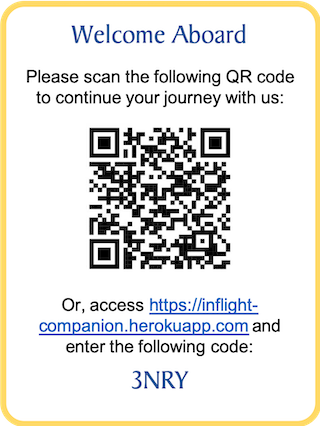 Welcome Aboard
Please scan the following QR code
to continue your journey with us:
Or, access https://inflight-
companion.herokuapp.com and
enter the following code:
3NRY